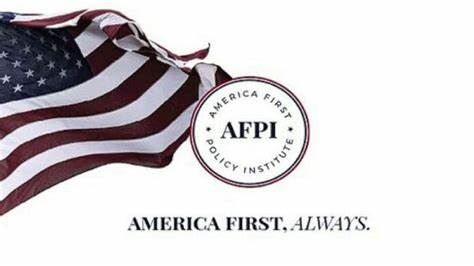 AMERICA FIRST
AFPI
POLICY INSTITUTE
AMERICA FIRST, ALWAYS.